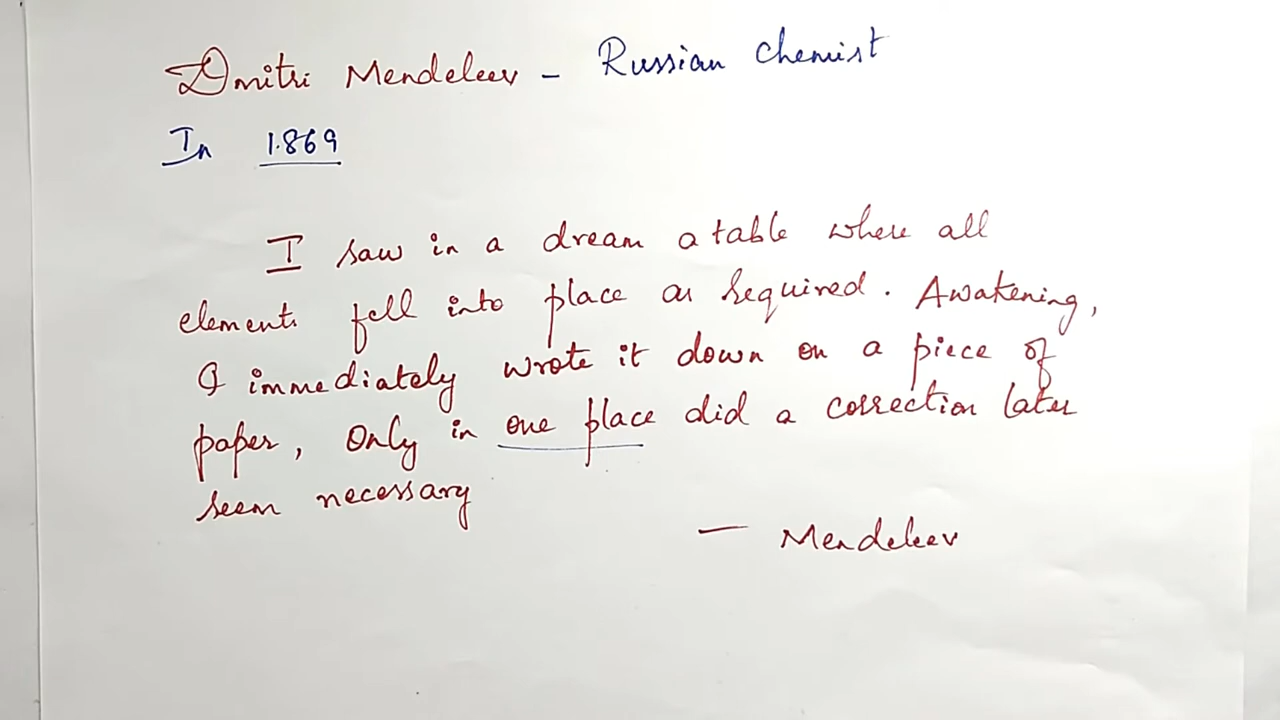 Dmitri Mendeleev - Russian Chemist
In 1869
I saw in a dream a table where all
elements fell into place as required. Awakening,
I immediately wrote it down on a piece of
paper, Only in one place did a correction later
seem necessary
- Mendeleev